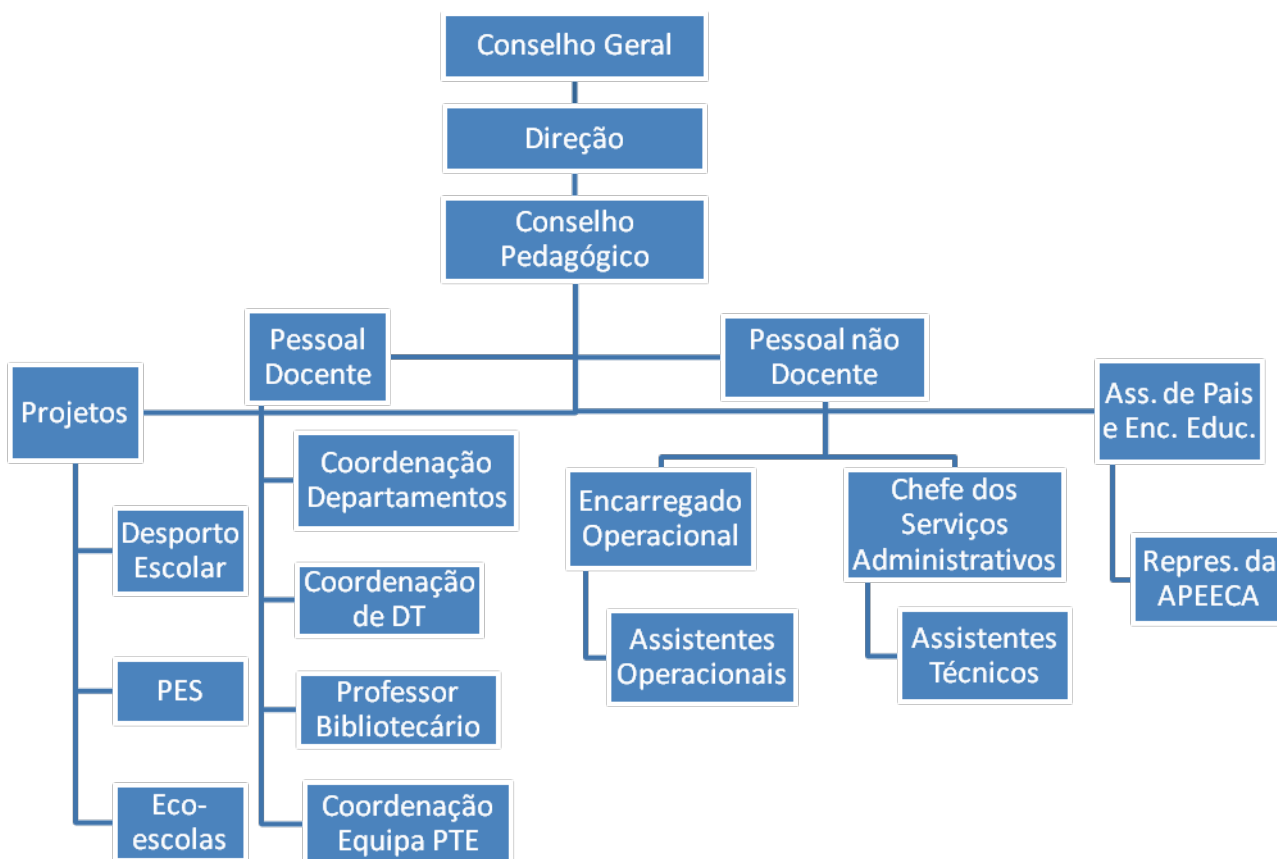 Conselho Geral
Direção
Conselho
Pedagógico
Pessoal
Docente
Pessoal não
Docente
Projetos
Ass. de Pais
e Enc. Educ.
Coordenação
Departamentos
Encarregado
Operacional
Chefe dos
Serviços
Administrativos
Desporto
Escolar
Repres. da
APEECA
Coordenação
de DT
Assistentes
Operacionais
Assistentes
Técnicos
PES
Professor
Bibliotecário
Eco-
escolas
Coordenação
Equipa PTE